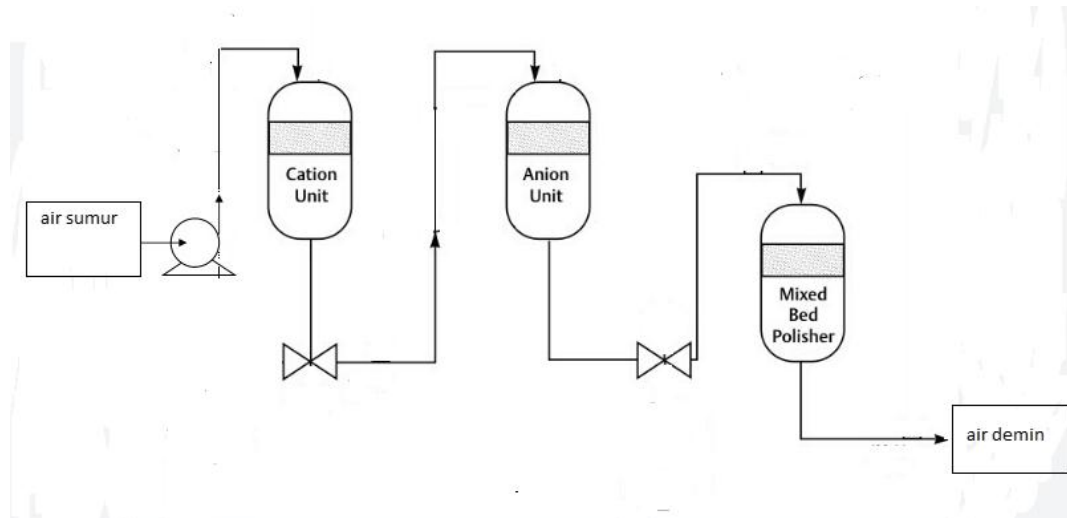 air sumur
Cation
Unit
Anion
Unit
Mixed
Bed
Polisher
air demin